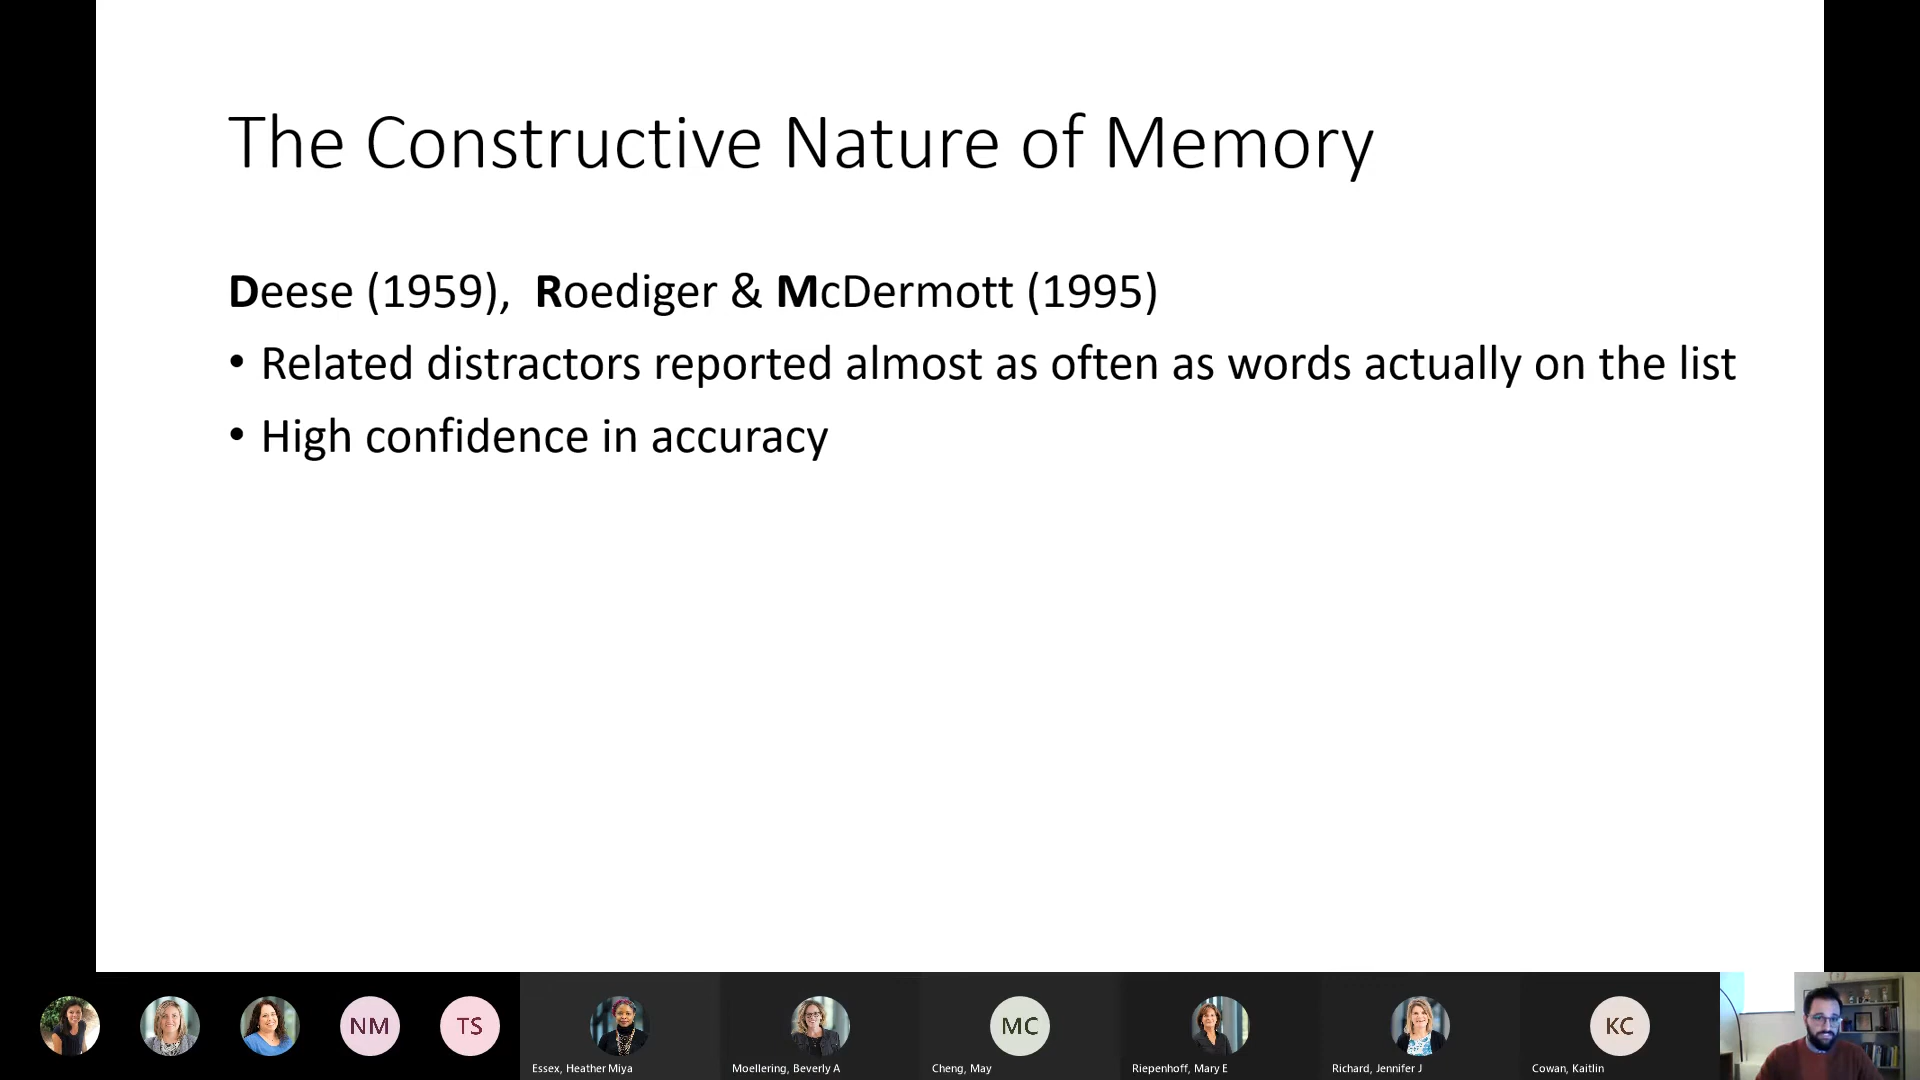 The Constructive Nature of Memory
Deese (1959), Roediger & McDermott (1995)
• Related distractors reported almost as often as words actually on the list
• High confidence in accuracy
NM
TS
MC
KC
Essex, Heather Miya
Moellering, Beverly A
Cheng, May
Riepenhoff, Mary E
Richard, Jennifer J
Cowan, Kaitlin